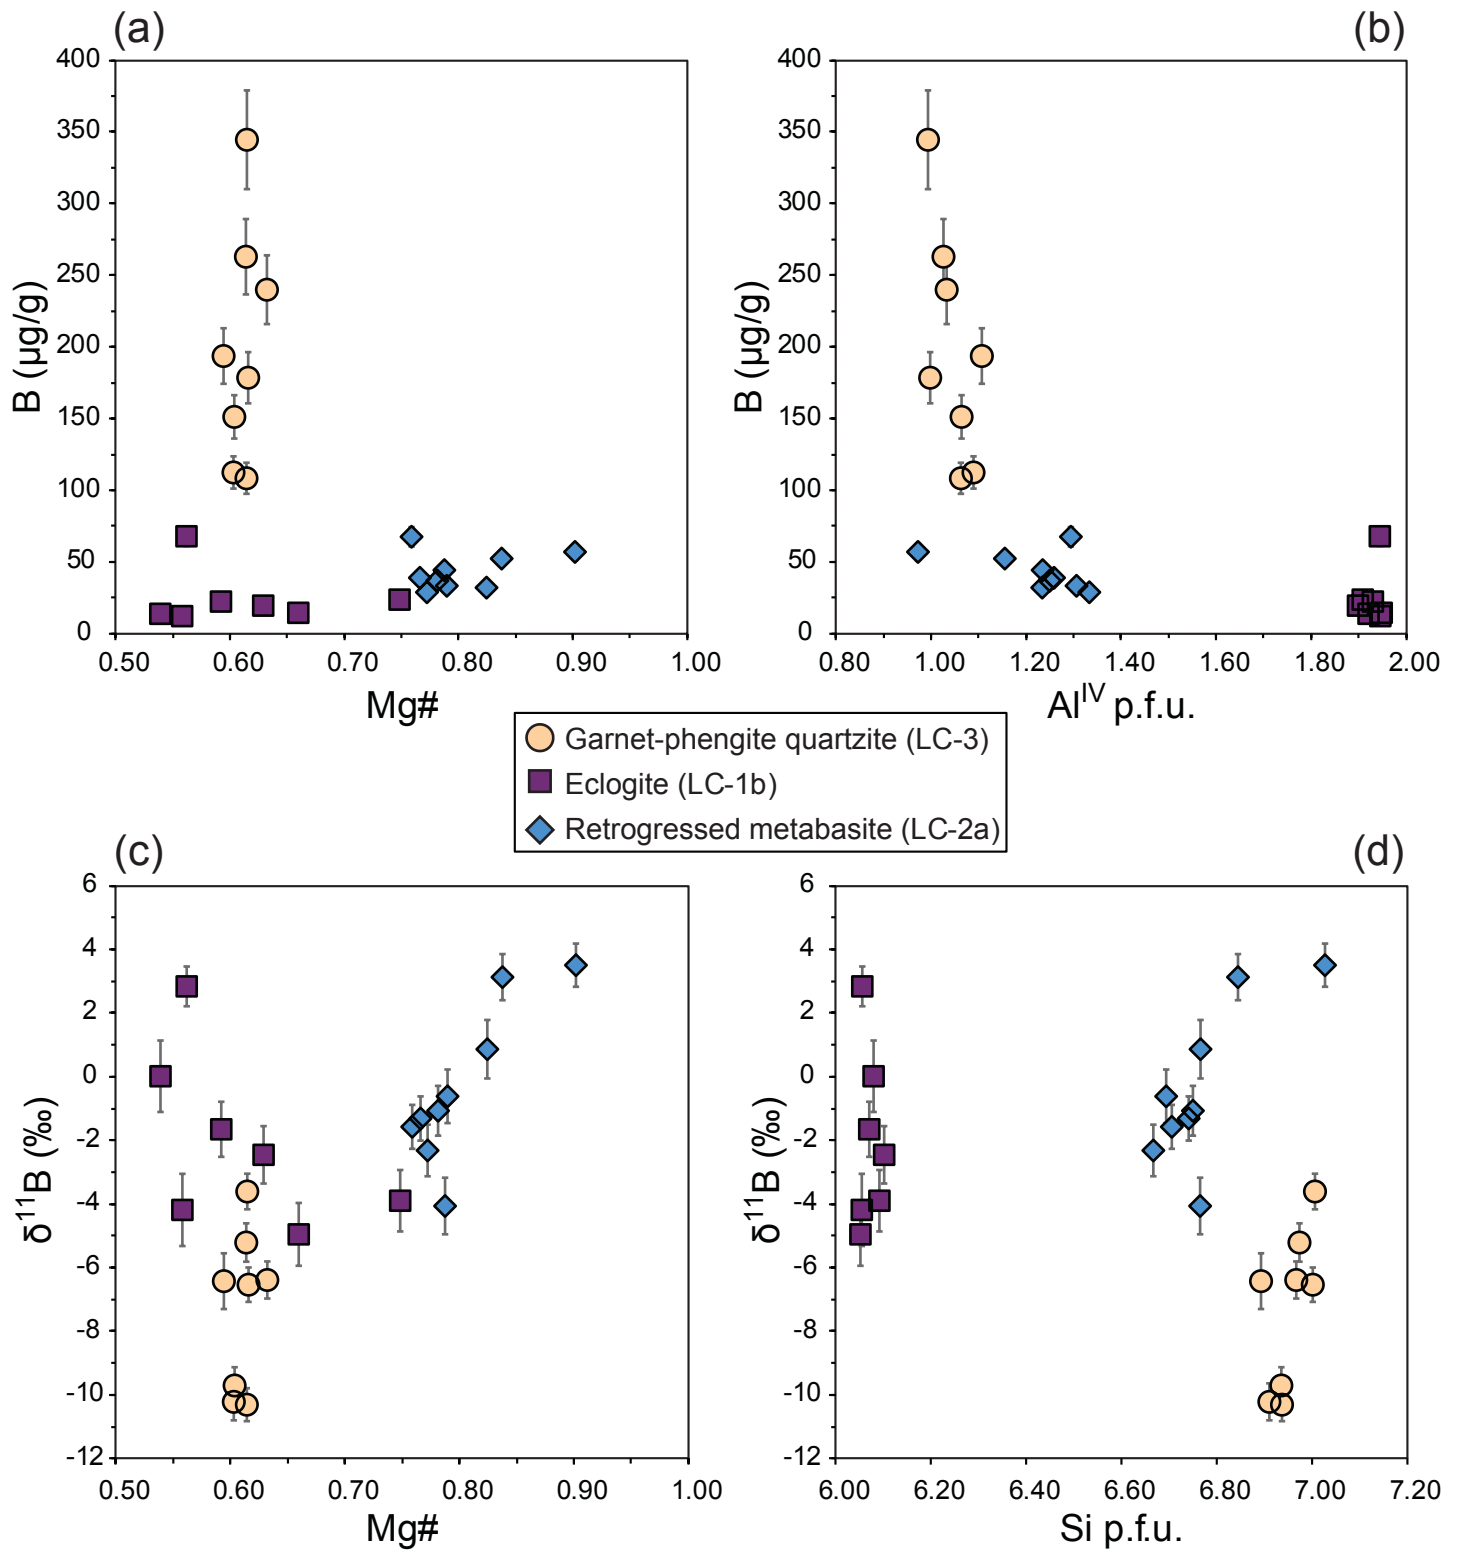 (a)
(b)
400
350
300
250
200
150
100
50
0
B (µg/g)
0.50 0.60 0.70 0.80 0.90 1.00
Mg#
400
350
300
250
200
150
100
50
0
B (µg/g)
0.80 1.00 1.20 1.40 1.60 1.80 2.00
Al^IV p.f.u.
Garnet-phengite quartzite (LC-3)
Eclogite (LC-1b)
Retrogressed metabasite (LC-2a)
(c)
(d)
6
4
2
0
-2
-4
-6
-8
-10
-12
δ¹¹B (‰)
0.50 0.60 0.70 0.80 0.90 1.00
Mg#
6
4
2
0
-2
-4
-6
-8
-10
-12
δ¹¹B (‰)
6.00 6.20 6.40 6.60 6.80 7.00 7.20
Si p.f.u.